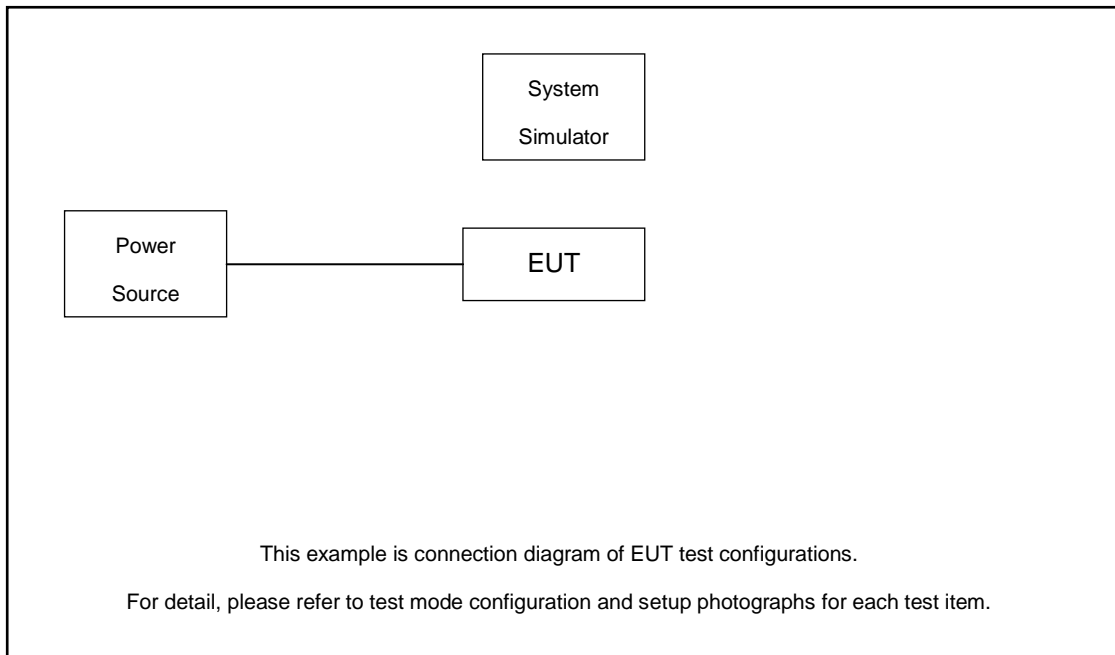 System
Simulator
Power
Source
EUT
This example is connection diagram of EUT test configurations.
For detail, please refer to test mode configuration and setup photographs for each test item.